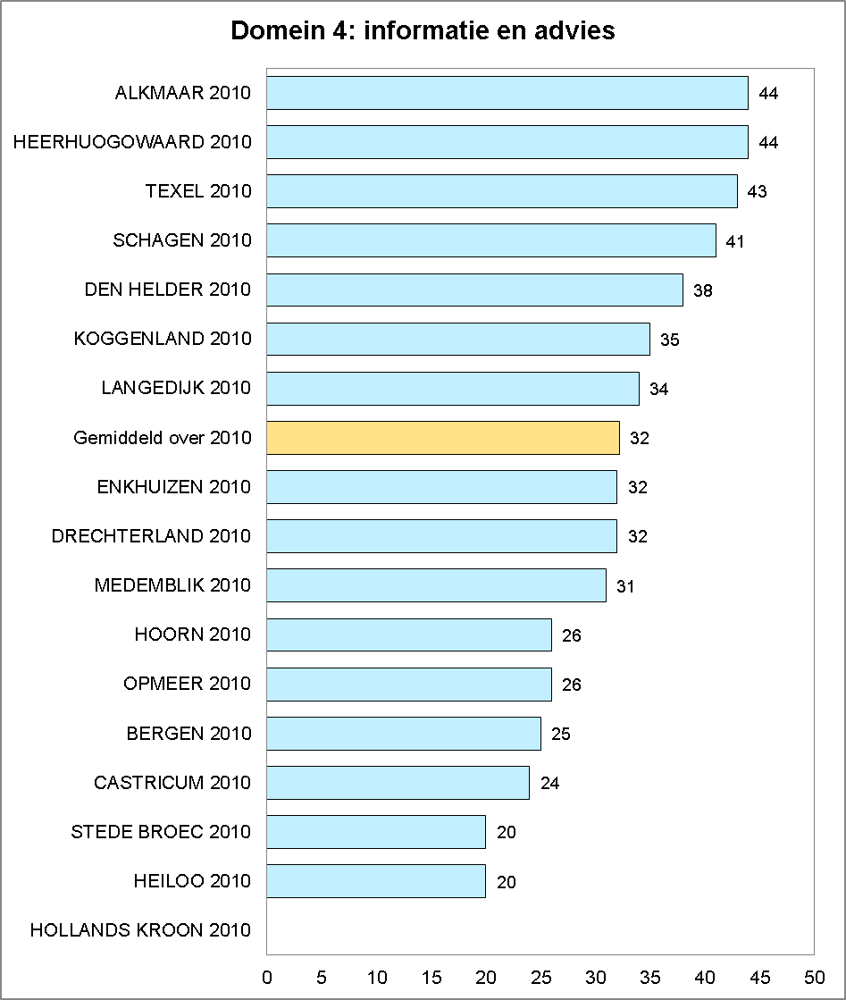 Domein 4: informatie en advies
ALKMAAR 2010 44
HEERHUOGOWAARD 2010 44
TEXEL 2010 43
SCHAGEN 2010 41
DEN HELDER 2010 38
KOGGENLAND 2010 35
LANGEDIJK 2010 34
Gemiddeld over 2010 32
ENKHUIZEN 2010 32
DRECHTERLAND 2010 32
MEDEMBLIK 2010 31
HOORN 2010 26
OPMEER 2010 26
BERGEN 2010 25
CASTRICUM 2010 24
STEDE BROEC 2010 20
HEILOO 2010 20
HOLLANDS KROON 2010
0 5 10 15 20 25 30 35 40 45 50